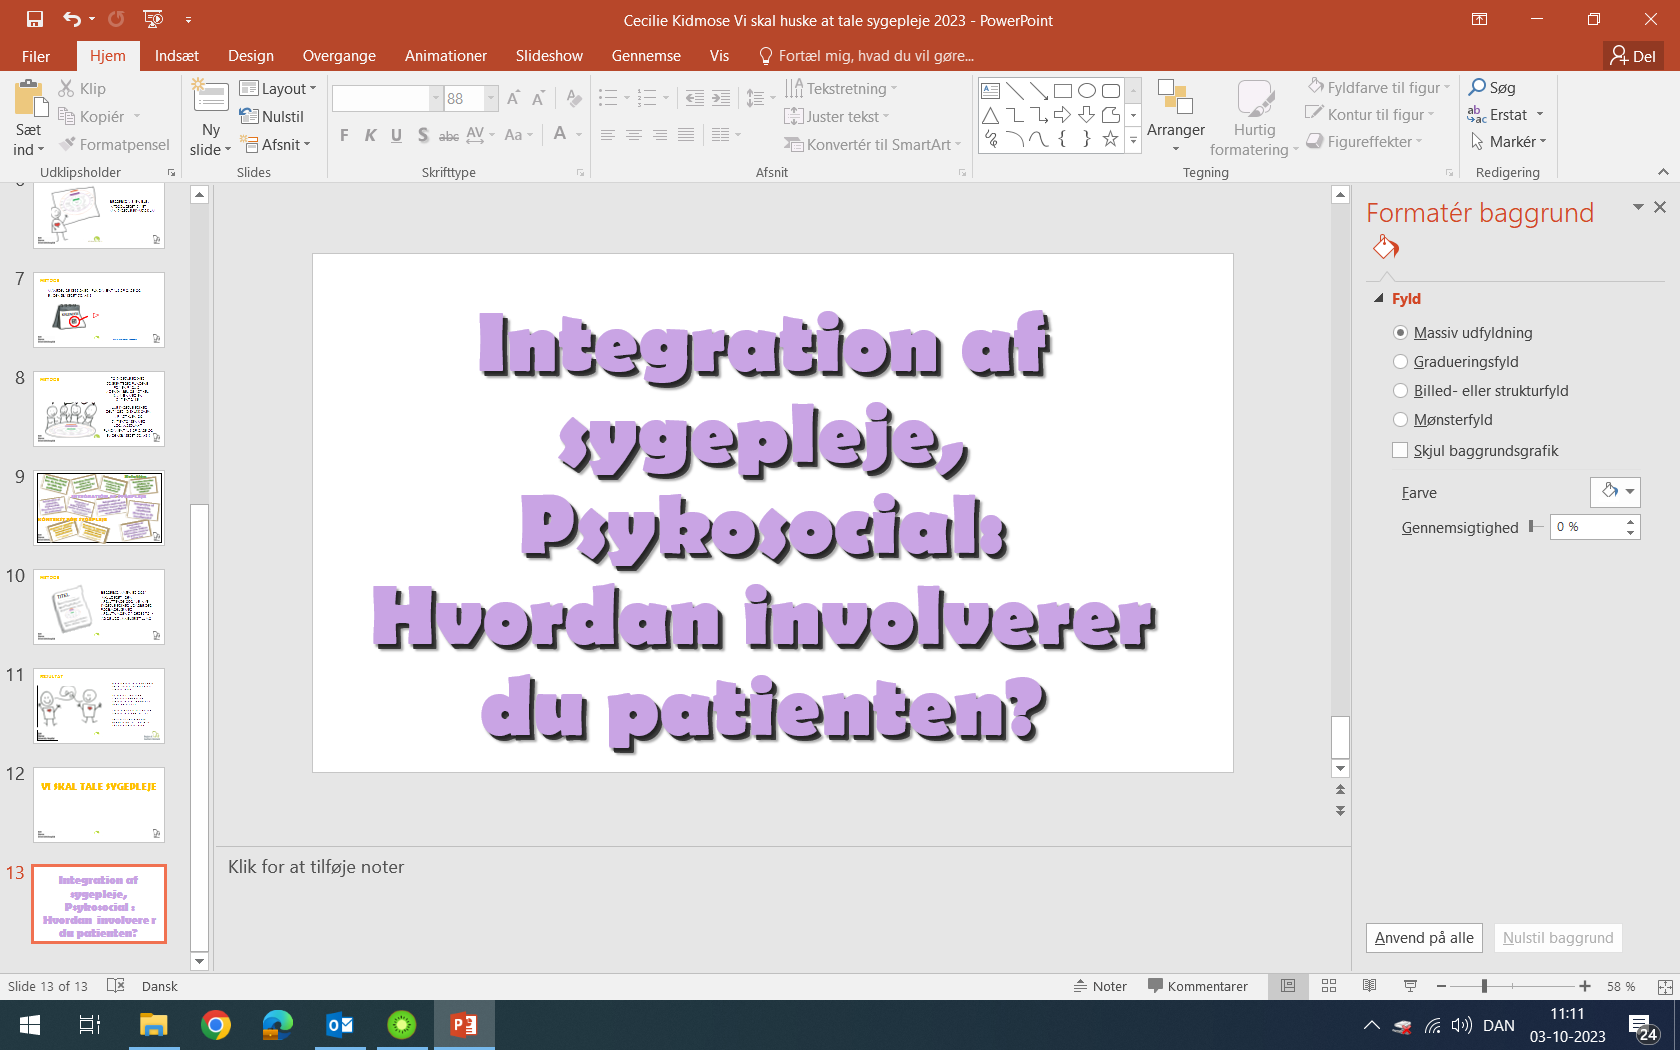 Cecilie Kidmose Vi skal huske at tale sygepleje 2023 - PowerPoint
Filer Hjem Indsæt Design Overgange Animationer Slideshow Gennemse Vis Fortæl mig, hvad du vil gøre... Del
Sæt ind
Klip
Kopiér
Formatpensel
Udklipsholder
Ny slide
Layout
Nulstil
Afsnit
Slides
88
F K U S abc AV Aa A
Skrifttype
Tekstretning
Juster tekst
Konvertér til SmartArt
Afsnit
Arranger
Hurtig formatering
Fyldfarve til figur
Kontur til figur
Figureffekter
Tegning
Søg
Erstat
Markér
Redigering
7
8
9
10
11
12
VI SKAL TALE SYGEPLEJE
13
Integration af
sygepleje,
Psykosocial:
Hvordan involverer
du patienten?
Integration af
sygepleje,
Psykosocial:
Hvordan involverer
du patienten?
Klik for at tilføje noter
Formatér baggrund
Fyld
Massiv udfyldning
Gradueringsfyld
Billed- eller strukturfyld
Mønsterfyld
Skjul baggrundsgrafik
Farve
Gennemsigtighed 0 %
Anvend på alle Nulstil baggrund
Slide 13 of 13 Dansk Noter Kommentarer 58 %
DAN
11:11
03-10-2023
24